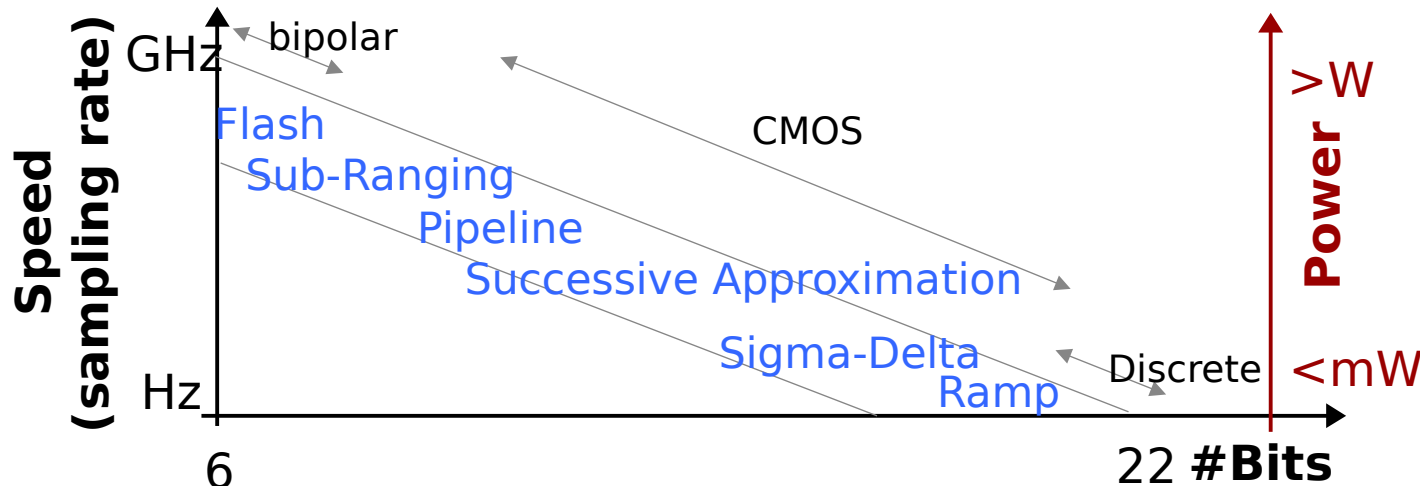 Speed
(sampling rate)
GHz
Hz
bipolar
CMOS
Discrete
Flash
Sub-Ranging
Pipeline
Successive Approximation
Sigma-Delta
Ramp
>W
Power
<mW
6
22
#Bits